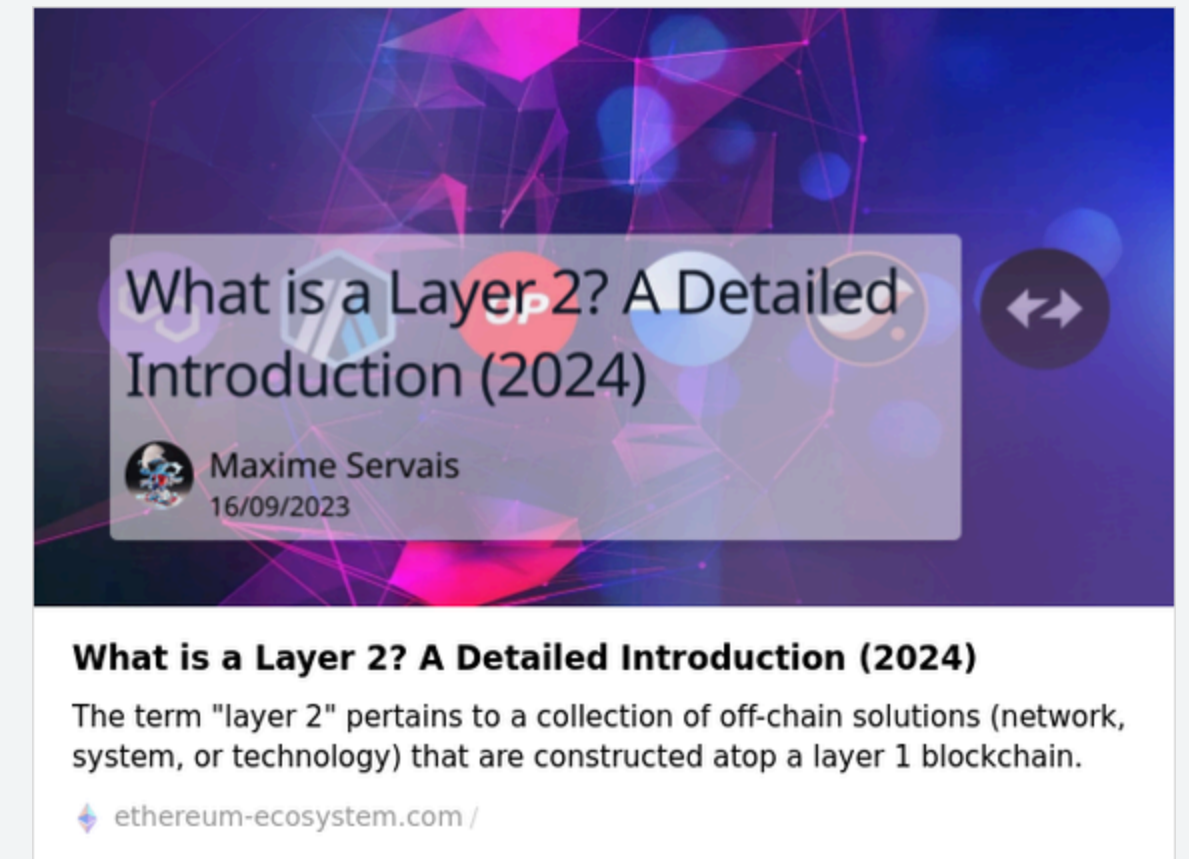 What is a Layer 2? A Detailed
Introduction (2024)
OP
Maxime Servais
16/09/2023
What is a Layer 2? A Detailed Introduction (2024)
The term "layer 2" pertains to a collection of off-chain solutions (network,
system, or technology) that are constructed atop a layer 1 blockchain.
ethereum-ecosystem.com /